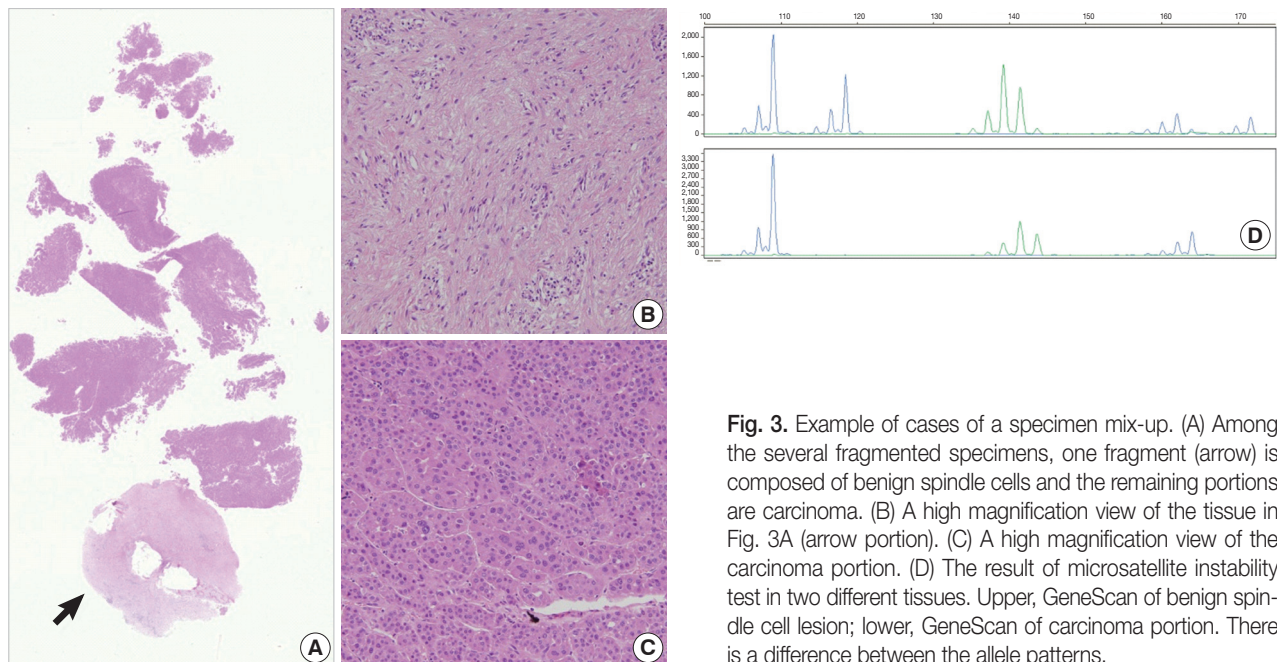 A
B
C
100 110 120 130 140 150 160 170
2,000
1,600
1,200
800
400
0
3,300
3,000
2,700
2,400
2,100
1,800
1,500
1,200
900
600
300
0
D
Fig. 3. Example of cases of a specimen mix-up. (A) Among
the several fragmented specimens, one fragment (arrow) is
composed of benign spindle cells and the remaining portions
are carcinoma. (B) A high magnification view of the tissue in
Fig. 3A (arrow portion). (C) A high magnification view of the
carcinoma portion. (D) The result of microsatellite instability
test in two different tissues. Upper, GeneScan of benign spin-
dle cell lesion; lower, GeneScan of carcinoma portion. There
is a difference between the allele patterns.